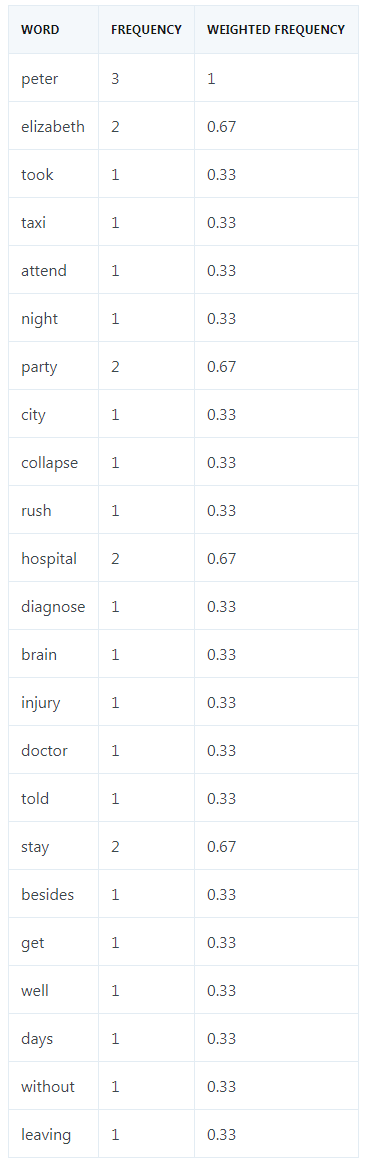 WORD FREQUENCY WEIGHTED FREQUENCY
peter 3 1
elizabeth 2 0.67
took 1 0.33
taxi 1 0.33
attend 1 0.33
night 1 0.33
party 2 0.67
city 1 0.33
collapse 1 0.33
rush 1 0.33
hospital 2 0.67
diagnose 1 0.33
brain 1 0.33
injury 1 0.33
doctor 1 0.33
told 1 0.33
stay 2 0.67
besides 1 0.33
get 1 0.33
well 1 0.33
days 1 0.33
without 1 0.33
leaving 1 0.33